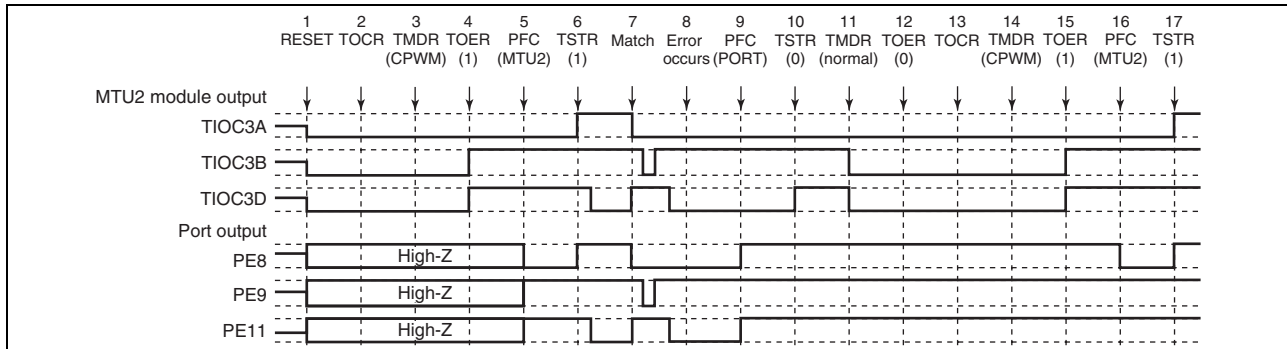 1 2 3 4 5 6 7 8 9 10 11 12 13 14 15 16 17
RESET TOCR TMDR TOER PFC TSTR Match Error PFC TSTR TMDR TOER TOCR TMDR TOER PFC TSTR
(CPWM) (1) (MTU2) (1) occurs (PORT) (0) (normal) (0) (CPWM) (1) (MTU2) (1)
MTU2 module output
TIOC3A
TIOC3B
TIOC3D
Port output
PE8 High-Z
PE9 High-Z
PE11 High-Z